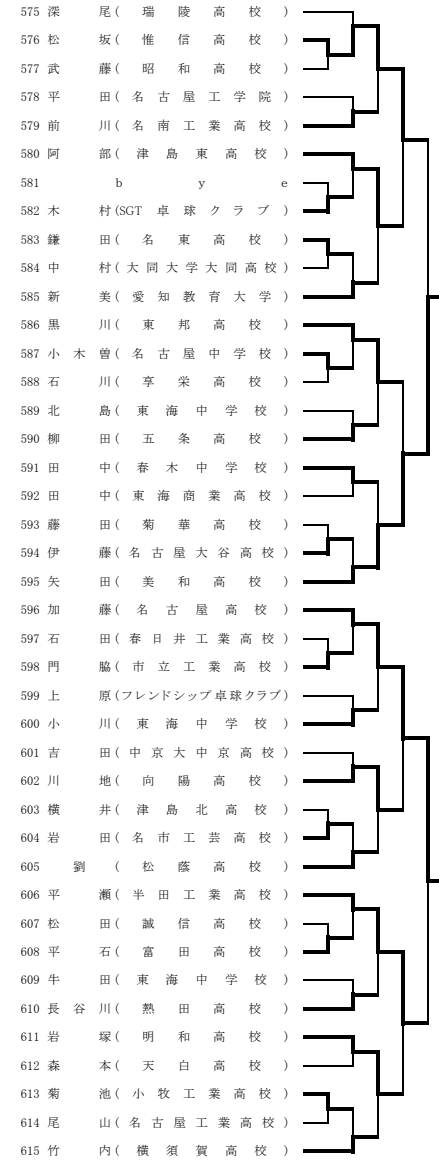 575 深尾(瑞陵高校)
576 松坂(惟信高校)
577 武藤(昭和高校)
578 平田(名古屋工学院)
579 前川(名南工業高校)
580 阿部(津島東高校)
581 bye
582 木村(SGT卓球クラブ)
583 鎌田(名東高校)
584 中村(大同大学大同高校)
585 新美(愛知教育大学)
586 黒川(東邦高校)
587 小木曽(名古屋中学校)
588 石川(享栄高校)
589 北島(東海中学校)
590 柳田(五条高校)
591 田中(春木中学校)
592 田中(東海商業高校)
593 藤田(菊華高校)
594 伊藤(名古屋大谷高校)
595 矢田(美和高校)
596 加藤(名古屋高校)
597 石田(春日井工業高校)
598 門脇(市立工業高校)
599 上原(フレンドシップ卓球クラブ)
600 小川(東海中学校)
601 吉田(中京大中京高校)
602 川地(向陽高校)
603 横井(津島北高校)
604 岩田(名市工芸高校)
605 劉(松蔭高校)
606 平瀬(半田工業高校)
607 松田(誠信高校)
608 平石(富田高校)
609 牛田(東海中学校)
610 長谷川(熱田高校)
611 岩塚(明和高校)
612 森本(天白高校)
613 菊池(小牧工業高校)
614 尾山(名古屋工業高校)
615 竹内(横須賀高校)